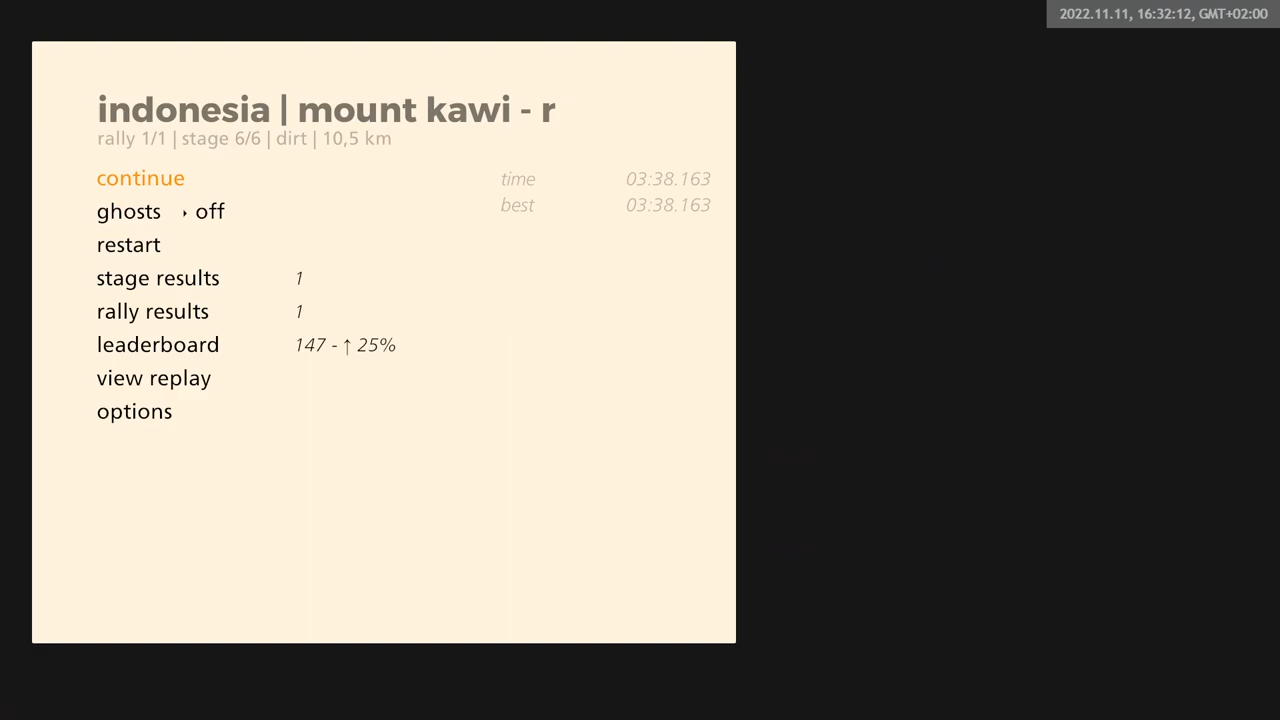 2022.11.11, 16:32:12, GMT+02:00
indonesia | mount kawi - r
rally 1/1 | stage 6/6 | dirt | 10,5 km
continue
time 03:38.163
best 03:38.163
ghosts ‣ off
restart
stage results 1
rally results 1
leaderboard 147 - ↑ 25%
view replay
options